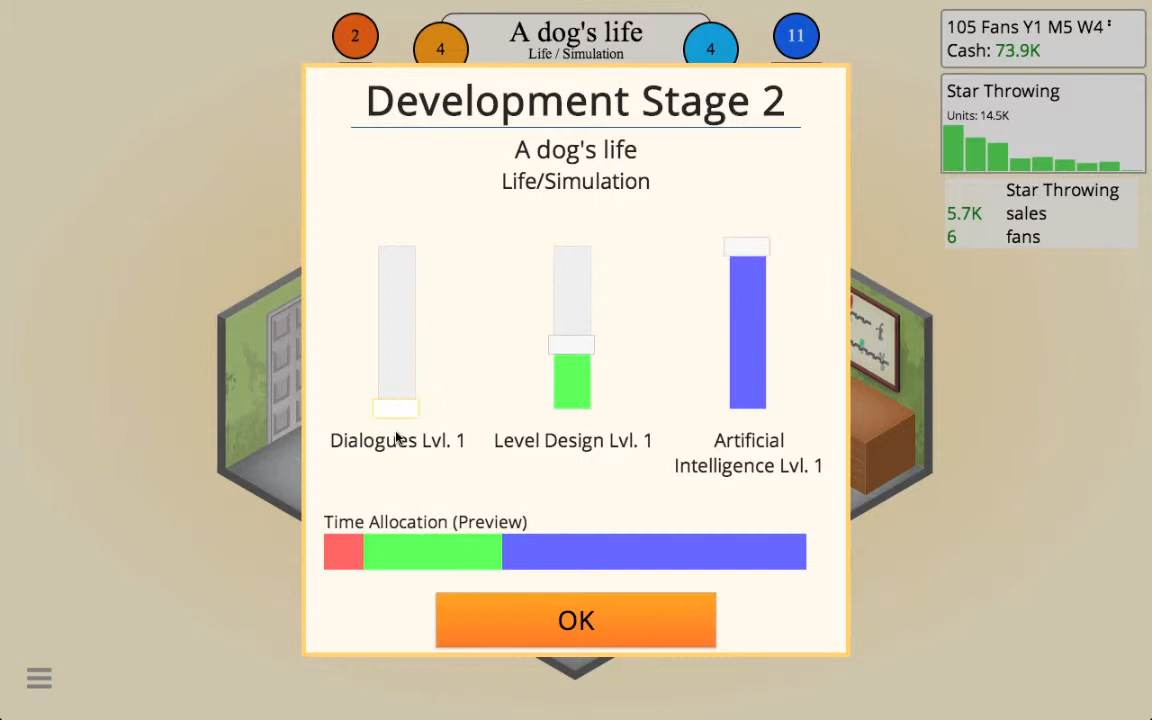 2
4
A dog's life
Life / Simulation
4
11
105 Fans Y1 M5 W4
Cash: 73.9K
Star Throwing
Units: 14.5K
Star Throwing
5.7K sales
6 fans
Development Stage 2
A dog's life
Life/Simulation
Dialogues Lvl. 1
Level Design Lvl. 1
Artificial
Intelligence Lvl. 1
Time Allocation (Preview)
OK